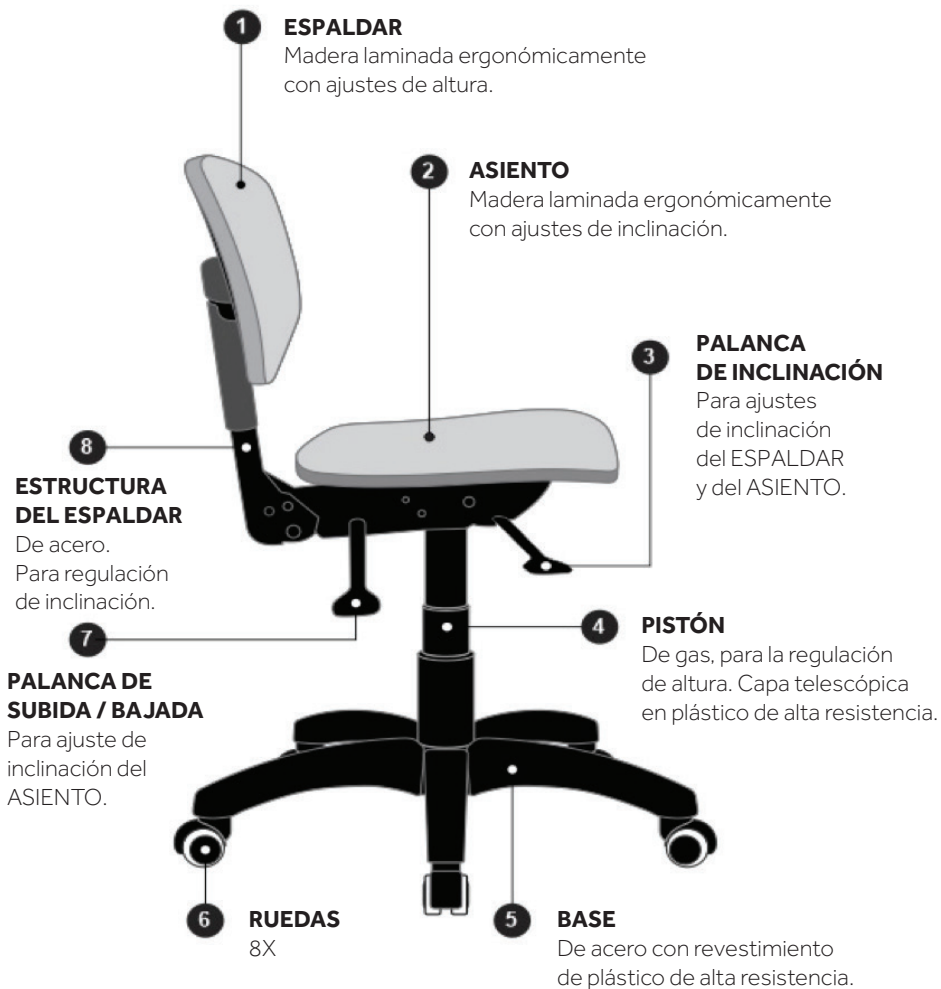 1 ESPALDAR
Madera laminada ergonómicamente
con ajustes de altura.
2 ASIENTO
Madera laminada ergonómicamente
con ajustes de inclinación.
3 PALANCA
DE INCLINACIÓN
Para ajustes
de inclinación
del ESPALDAR
y del ASIENTO.
4 PISTÓN
De gas, para la regulación
de altura. Capa telescópica
en plástico de alta resistencia.
5 BASE
De acero con revestimiento
de plástico de alta resistencia.
6 RUEDAS
8X
7
PALANCA DE
SUBIDA / BAJADA
Para ajuste de
inclinación del
ASIENTO.
8
ESTRUCTURA
DEL ESPALDAR
De acero.
Para regulación
de inclinación.